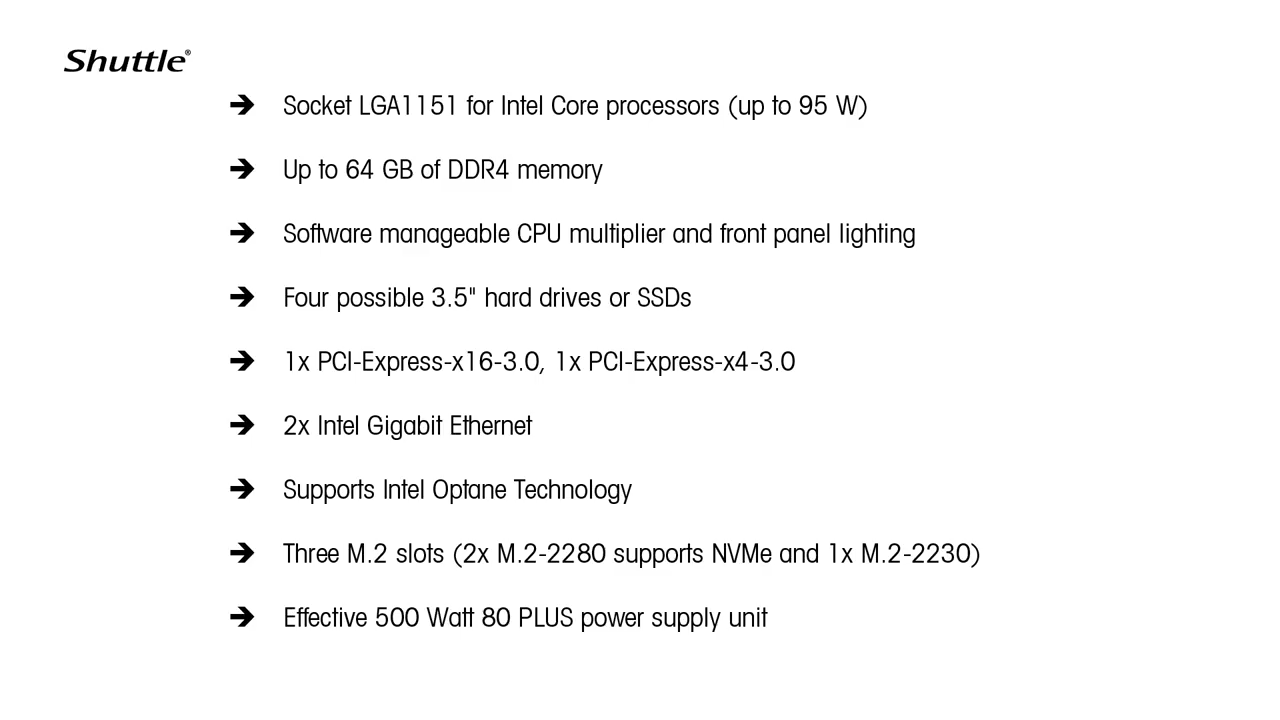 Shuttle®
➔ Socket LGA1151 for Intel Core processors (up to 95 W)
➔ Up to 64 GB of DDR4 memory
➔ Software manageable CPU multiplier and front panel lighting
➔ Four possible 3.5" hard drives or SSDs
➔ 1x PCI-Express-x16-3.0, 1x PCI-Express-x4-3.0
➔ 2x Intel Gigabit Ethernet
➔ Supports Intel Optane Technology
➔ Three M.2 slots (2x M.2-2280 supports NVMe and 1x M.2-2230)
➔ Effective 500 Watt 80 PLUS power supply unit